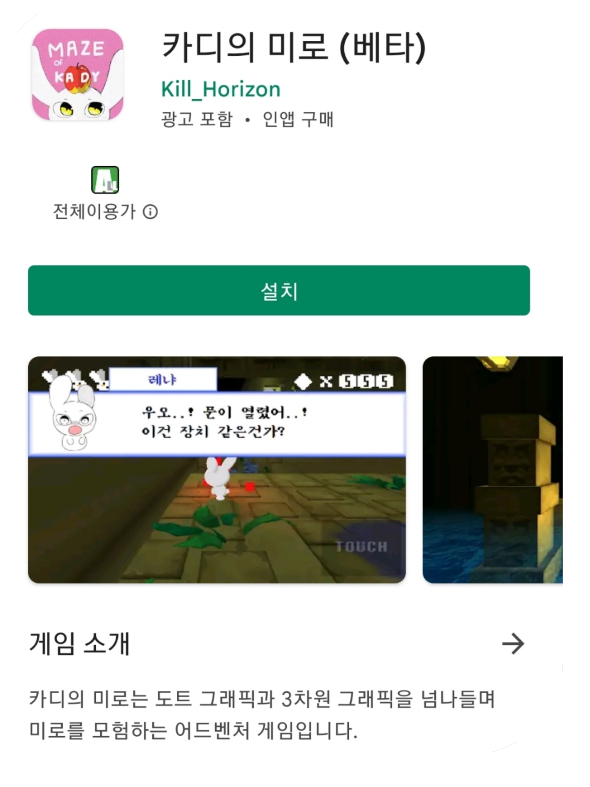 MAZE
of
KADY
카디의 미로 (베타)
Kill_Horizon
광고 포함 • 인앱 구매
ALL
전체이용가
설치
레냐
x 555
우오..! 문이 열렸어..!
이건 장치 같은건가?
TOUCH
게임 소개
카디의 미로는 도트 그래픽과 3차원 그래픽을 넘나들며
미로를 모험하는 어드벤처 게임입니다.